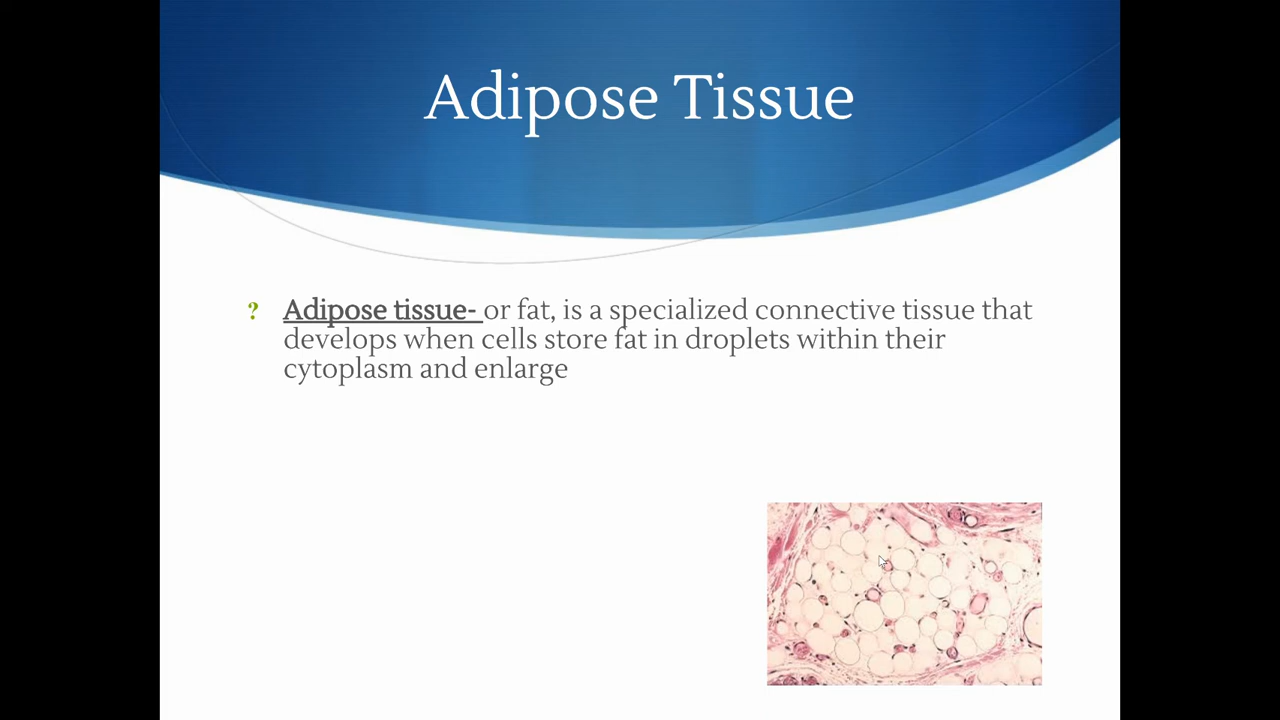 Adipose Tissue
? Adipose tissue- or fat, is a specialized connective tissue that
develops when cells store fat in droplets within their
cytoplasm and enlarge